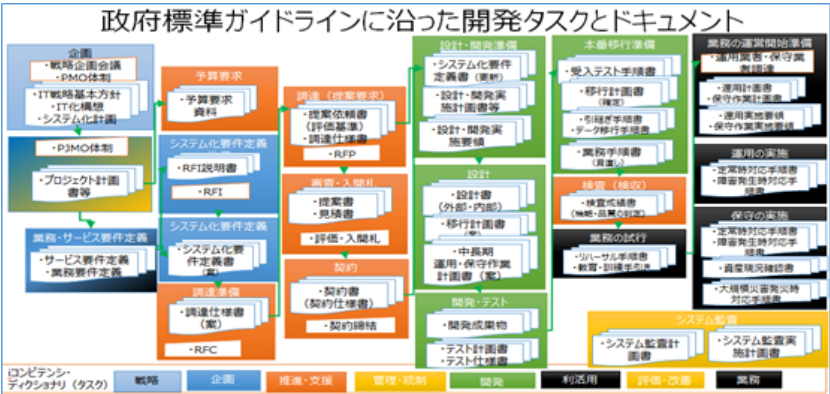 政府標準ガイドラインに沿った開発タスクとドキュメント
企画
・戦略企画会議
・PMO体制
・IT戦略基本方針
・IT化構想
・システム化計画
・PJMO体制
・プロジェクト計画
書等
業務・サービス要件定義
・サービス要件定義
・業務要件定義
予算要求
・予算要求
資料
システム化要件定義
・RFI説明書
・RFI
システム化要件定義
・システム化要
件定義書
(案)
調達準備
・調達仕様書
(案)
・RFC
調達(提案要求)
・提案依頼書
(評価基準)
・調達仕様書
・RFP
審査・入開札
・提案書
・見積書
・評価・入開札
契約
・契約書
(契約仕様書)
・契約締結
設計・開発準備
・システム化要件
定義書(更新)
・設計・開発実
施計画書等
・設計・開発実
施要領
設計
・設計書
(外部・内部)
・移行計画書
(案)
・中長期
運用・保守作業
計画書(案)
開発・テスト
・開発成果物
・テスト計画書
・テスト仕様書
本番移行準備
・受入テスト手順書
・移行計画書
(確定)
・引継ぎ手順書
・データ移行手順書
・業務手順書
(見直し)
検査(検収)
・検査成績書
(機能・品質の判定)
業務の試行
・リハーサル手順書
・教育・訓練手引き
業務の運営開始準備
・運用業者・保守業
者調達
・運用計画書
・保守作業計画書
・運用実施要領
・保守作業実施要領
運用の実施
・定常時対応手順書
・障害発生時対応手
順書
保守の実施
・定常時対応手順書
・障害発生時対応手
順書
・資産現況確認書
・大規模災害発災時
対応手順書
システム監査
・システム監査計
画書
・システム監査実
施計画書
iコンピテンシ・
ディクショナリ(タスク)
戦略
企画
推進・支援
管理・統制
開発
利活用
評価・改善
業務